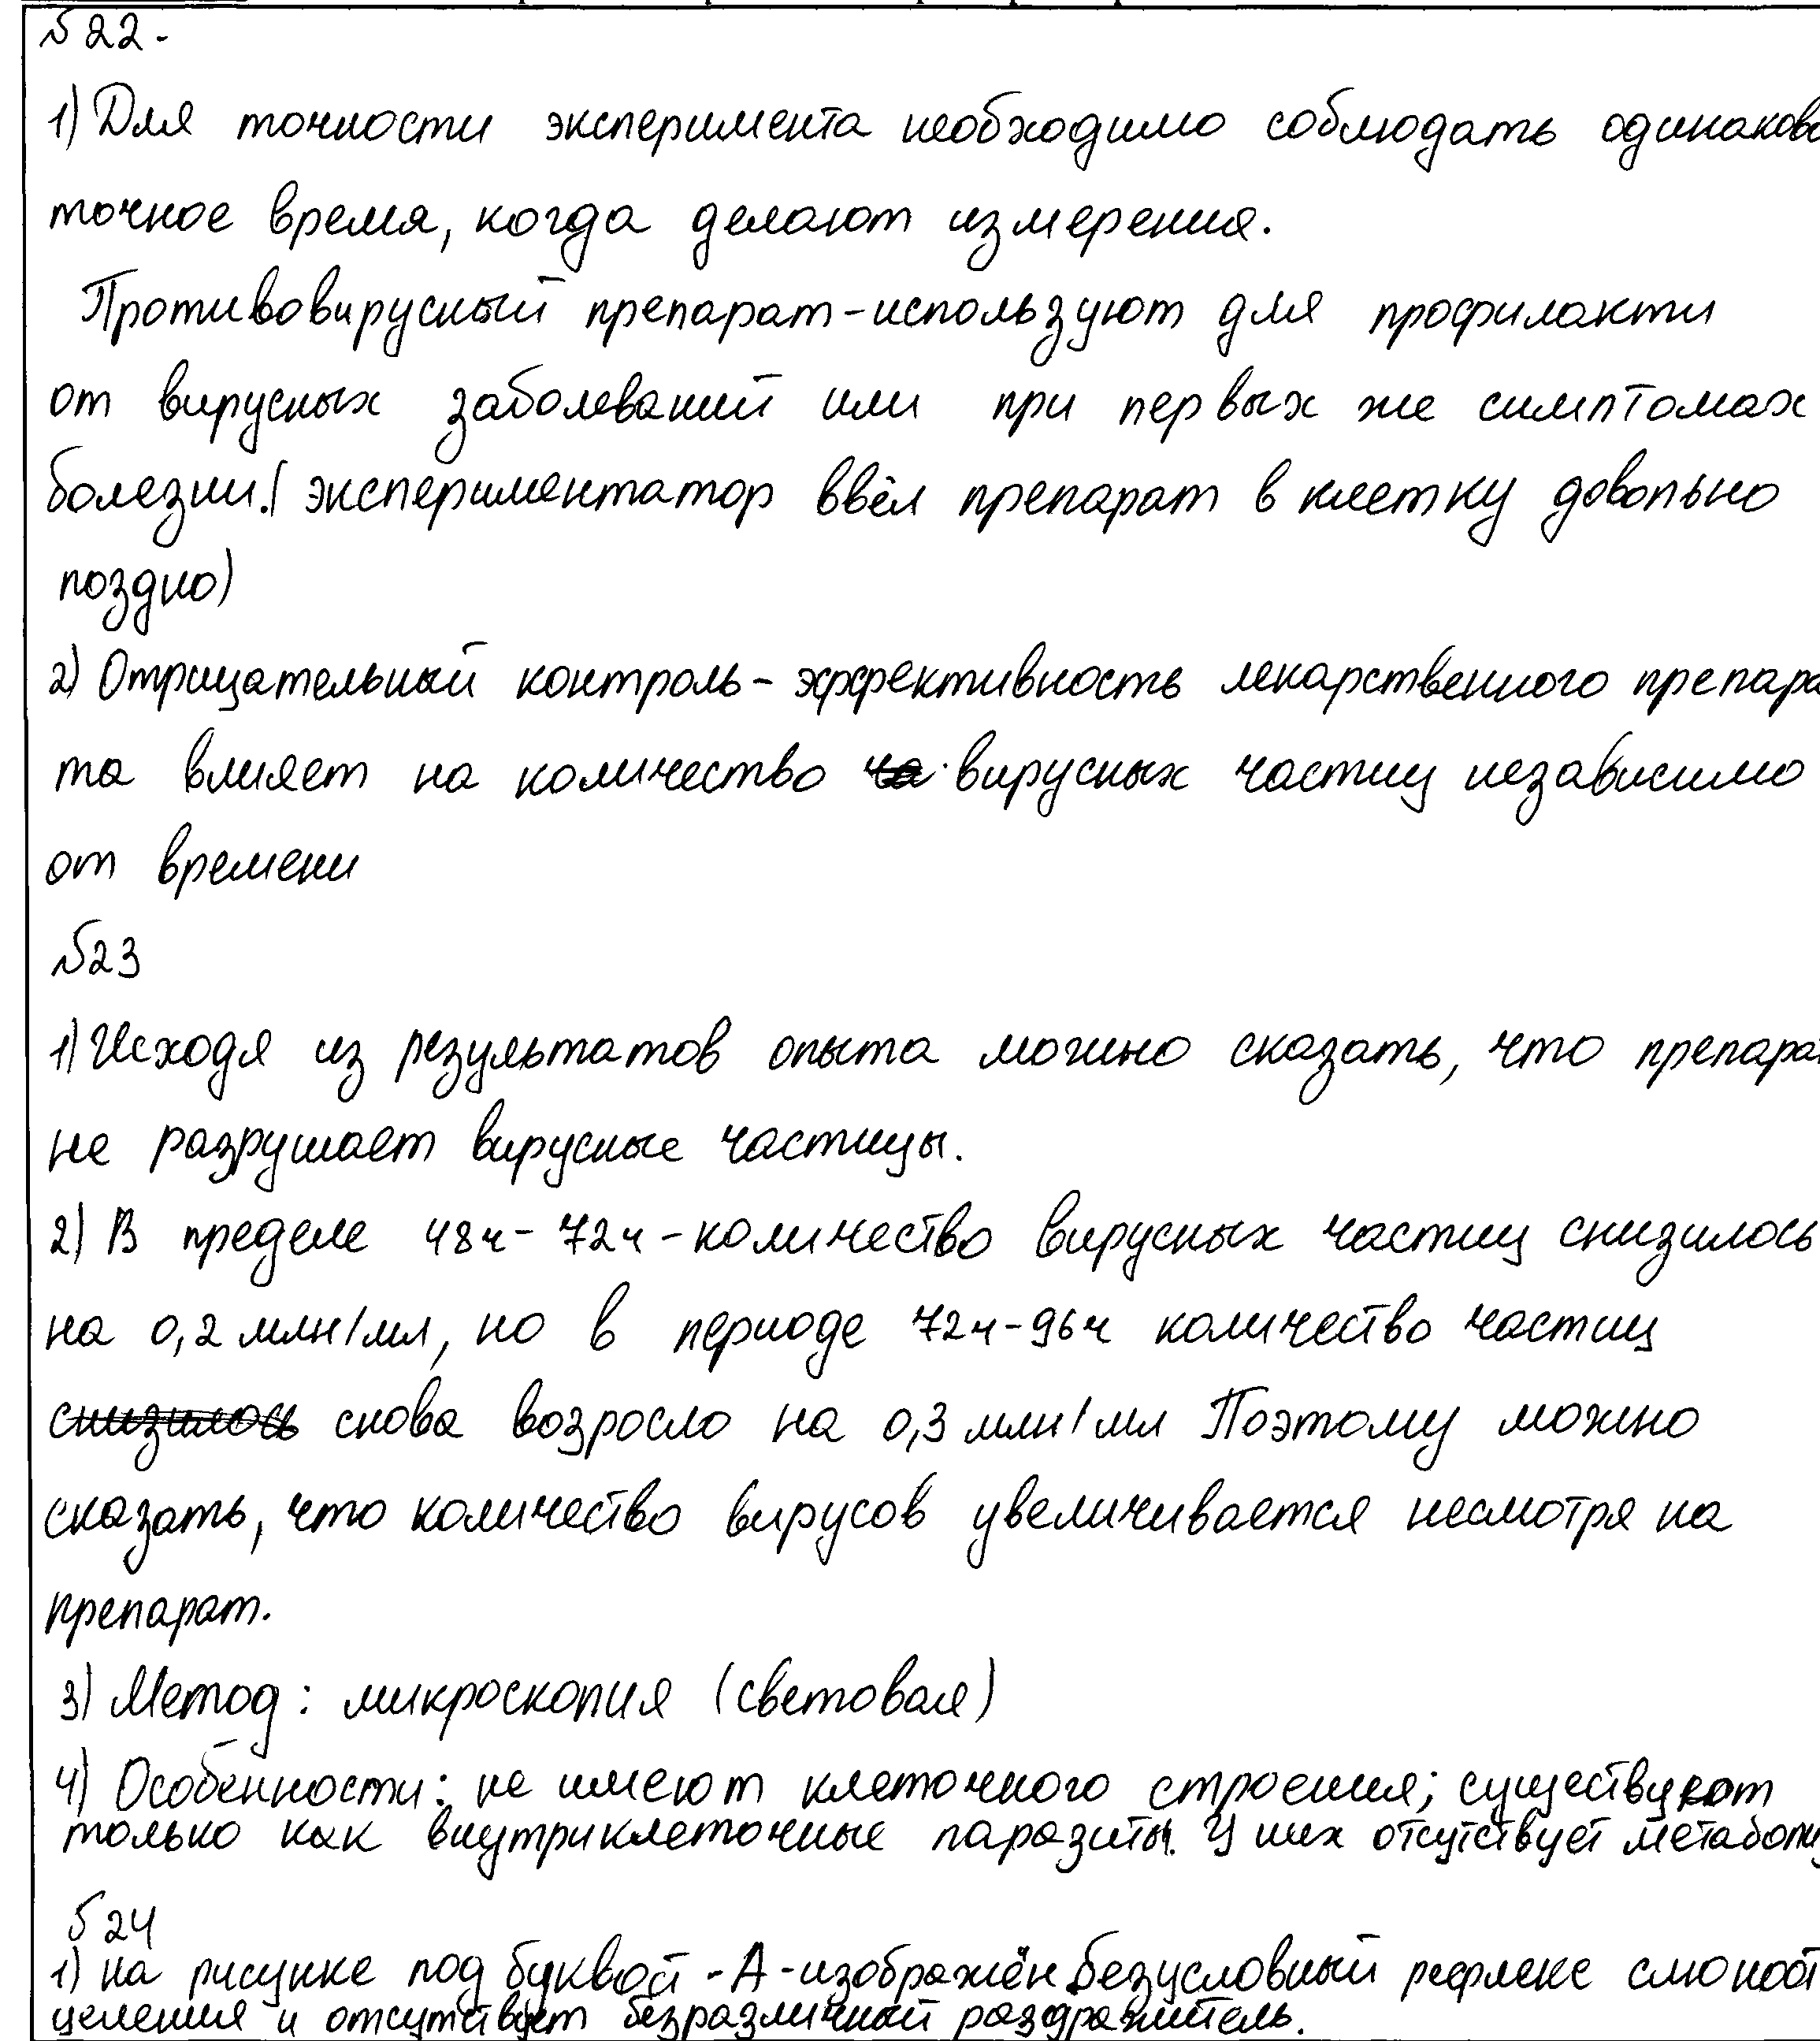 №22.
1) Для точности эксперимента необходимо соблюдать одинаково
точное время, когда делают измерения.
Противовирусный препарат-используют для профилакти
от вирусных заболеваний или при первых же симптомах
болезни.(экспериментатор ввёл препарат в клетку довольно
поздно)
2) Отрицательный контроль - эффективность лекарственного препара
та влияет на количество вирусных частиц независимо
от времени
№23
1) Исходя из результатов опыта можно сказать, что препарат
не разрушает вирусные частицы.
2) В пределе 48ч - 72ч - количество вирусных частиц снизилось
на 0,2 млн/мл, но в периоде 72ч-96ч количество частиц
снизилось снова возросло на 0,3 млн/мл Поэтому можно
сказать, что количество вирусов увеличивается несмотря на
препарат.
3) Метод: микроскопия (световая)
4) Особенности: не имеют клеточного строения; существуют
только как внутриклеточные паразиты. У них отсутствует метаболи
№24
1) на рисунке под буквой - А - изображён безусловный рефлекс слюноот
целения и отсутствует безразличный раздражитель.